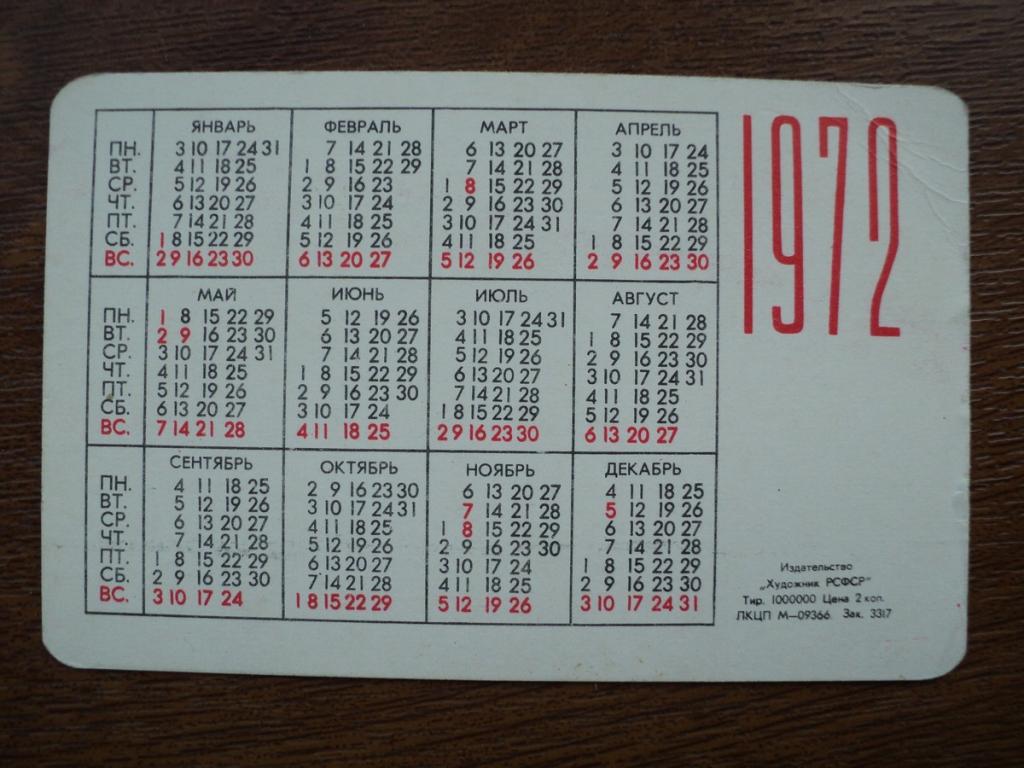 1972
ЯНВАРЬ ФЕВРАЛЬ МАРТ АПРЕЛЬ
ПН. 3 10 17 24 31 7 14 21 28 6 13 20 27 3 10 17 24
ВТ. 4 11 18 25 1 8 15 22 29 7 14 21 28 4 11 18 25
СР. 5 12 19 26 2 9 16 23 1 8 15 22 29 5 12 19 26
ЧТ. 6 13 20 27 3 10 17 24 2 9 16 23 30 6 13 20 27
ПТ. 7 14 21 28 4 11 18 25 3 10 17 24 31 7 14 21 28
СБ. 1 8 15 22 29 5 12 19 26 4 11 18 25 1 8 15 22 29
ВС. 2 9 16 23 30 6 13 20 27 5 12 19 26 2 9 16 23 30
МАЙ ИЮНЬ ИЮЛЬ АВГУСТ
ПН. 1 8 15 22 29 5 12 19 26 3 10 17 24 31 7 14 21 28
ВТ. 2 9 16 23 30 6 13 20 27 4 11 18 25 1 8 15 22 29
СР. 3 10 17 24 31 7 14 21 28 5 12 19 26 2 9 16 23 30
ЧТ. 4 11 18 25 1 8 15 22 29 6 13 20 27 3 10 17 24 31
ПТ. 5 12 19 26 2 9 16 23 30 7 14 21 28 4 11 18 25
СБ. 6 13 20 27 3 10 17 24 1 8 15 22 29 5 12 19 26
ВС. 7 14 21 28 4 11 18 25 2 9 16 23 30 6 13 20 27
СЕНТЯБРЬ ОКТЯБРЬ НОЯБРЬ ДЕКАБРЬ
ПН. 4 11 18 25 2 9 16 23 30 6 13 20 27 4 11 18 25
ВТ. 5 12 19 26 3 10 17 24 31 7 14 21 28 5 12 19 26
СР. 6 13 20 27 4 11 18 25 1 8 15 22 29 6 13 20 27
ЧТ. 7 14 21 28 5 12 19 26 2 9 16 23 30 7 14 21 28
ПТ. 1 8 15 22 29 6 13 20 27 3 10 17 24 1 8 15 22 29
СБ. 2 9 16 23 30 7 14 21 28 4 11 18 25 2 9 16 23 30
ВС. 3 10 17 24 1 8 15 22 29 5 12 19 26 3 10 17 24 31
Издательство
„Художник РСФСР"
Тир. 1000000 Цена 2 коп.
ЛКЦП М—09366. Зак. 3317